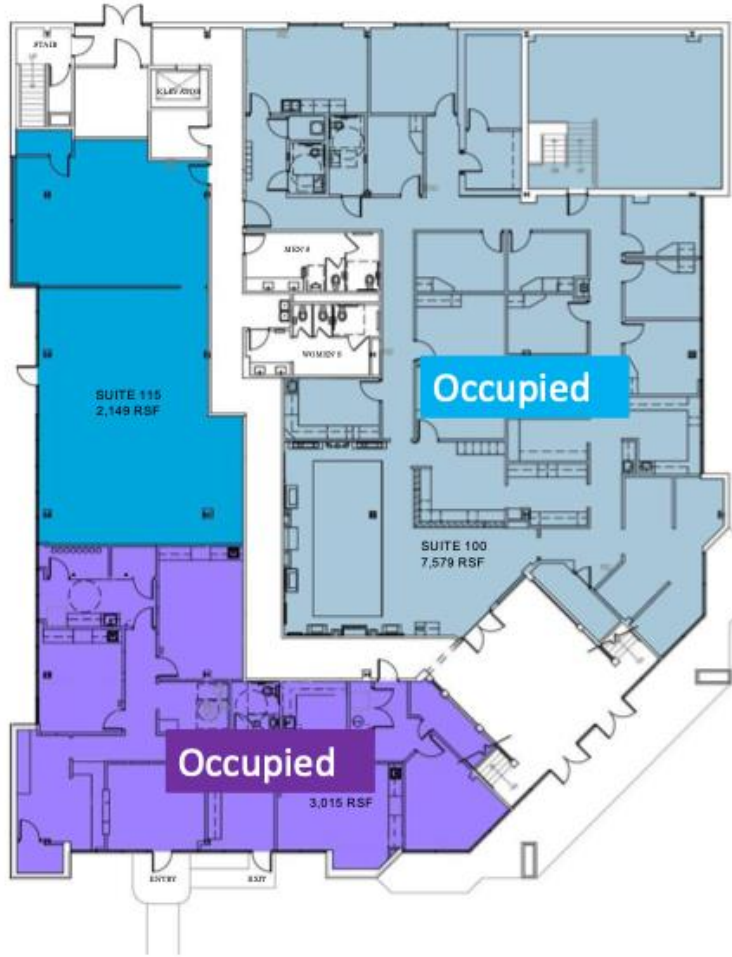 STAIR
ELEVATOR
MEN'S
WOMEN'S
Occupied
SUITE 115
2,149 RSF
SUITE 100
7,579 RSF
Occupied
3,015 RSF
ENTRY
EXIT